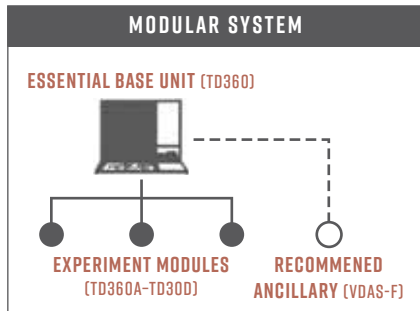 MODULAR SYSTEM
ESSENTIAL BASE UNIT (TD360)
EXPERIMENT MODULES
(TD360A–TD30D)
RECOMMENED
ANCILLARY (VDAS-F)